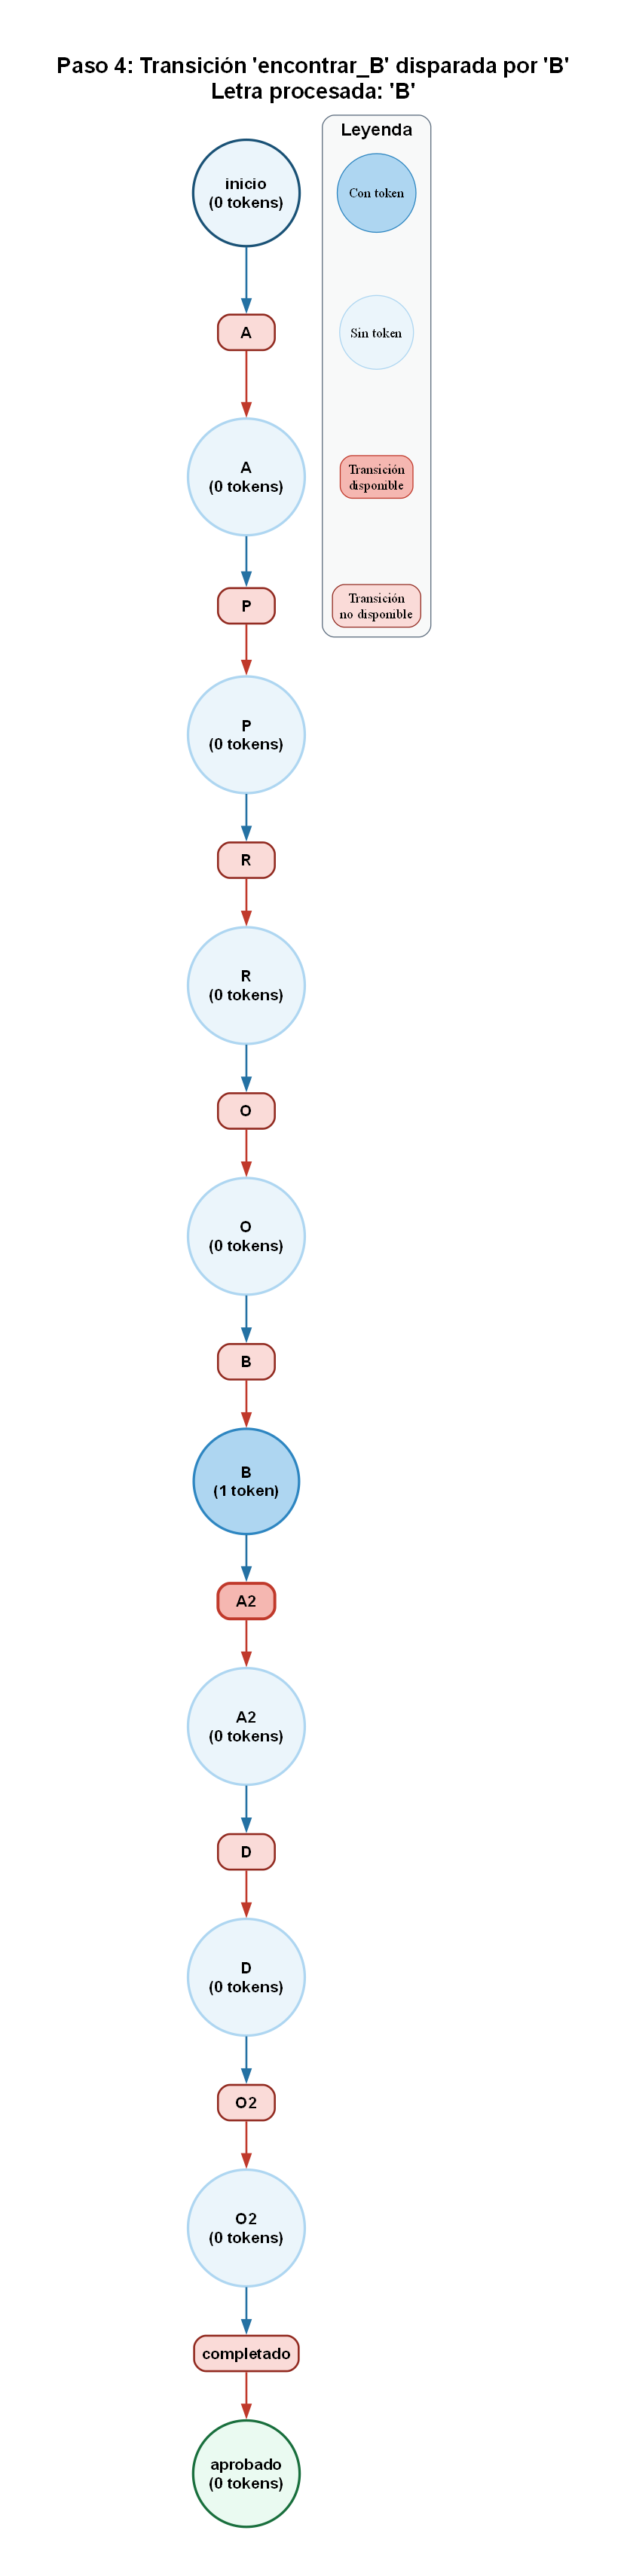 Paso 4: Transición 'encontrar_B' disparada por 'B'
Letra procesada: 'B'
Leyenda
Con token
Sin token
Transición
disponible
Transición
no disponible
inicio
(0 tokens)
A
A
(0 tokens)
P
P
(0 tokens)
R
R
(0 tokens)
O
O
(0 tokens)
B
B
(1 token)
A2
A2
(0 tokens)
D
D
(0 tokens)
O2
O2
(0 tokens)
completado
aprobado
(0 tokens)